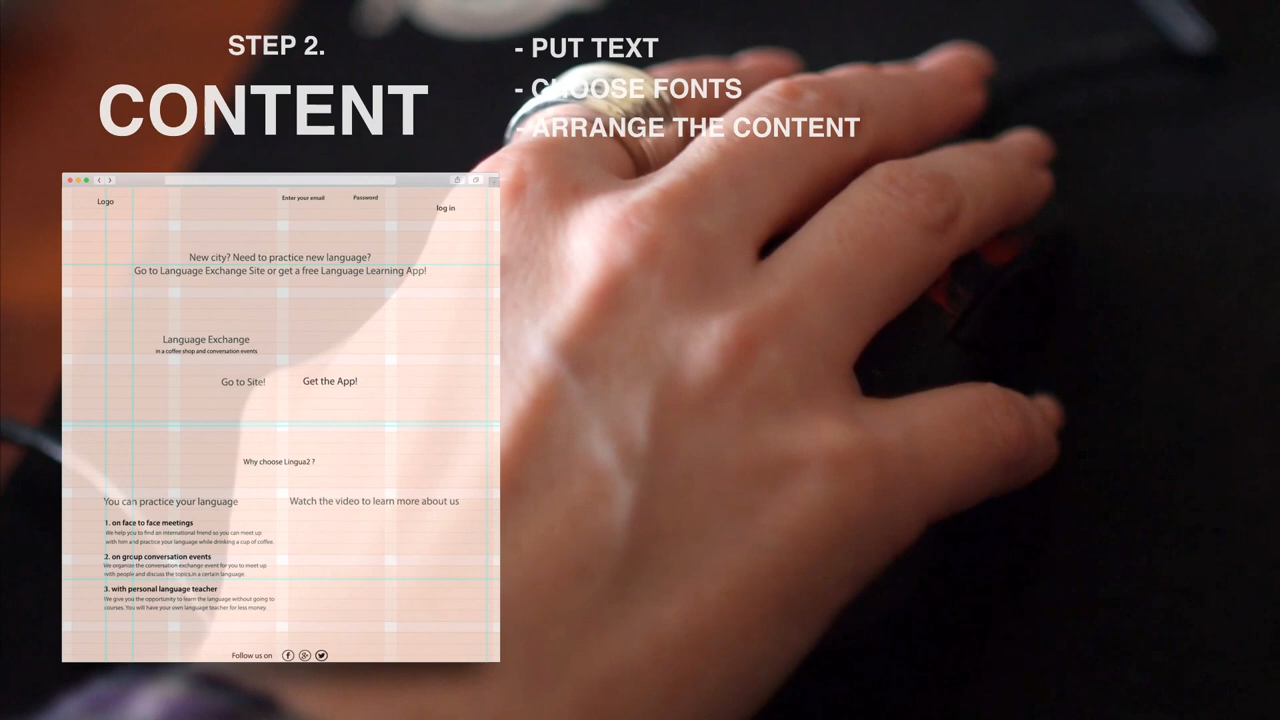 STEP 2.
CONTENT
- PUT TEXT
- CHOOSE FONTS
- ARRANGE THE CONTENT
Logo
Enter your email
Password
log in
New city? Need to practice new language?
Go to Language Exchange Site or get a free Language Learning App!
Language Exchange
in a coffee shop and conversation events
Go to Site!
Get the App!
Why choose Lingua2 ?
You can practice your language
Watch the video to learn more about us
1. on face to face meetings
We help you to find an international friend so you can meet up
with him and practice your language while drinking a cup of coffee.
2. on group conversation events
We organise the conversation exchange event for you to meet up
with people and discuss the topics in a certain language.
3. with personal language teacher
We give you the opportunity to learn the language without going to
courses. You will have your own language teacher for less money.
Follow us on